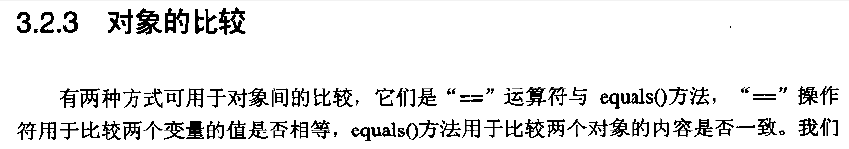 3.2.3 对象的比较
有两种方式可用于对象间的比较，它们是“==”运算符与 equals()方法，“==”操作
符用于比较两个变量的值是否相等，equals()方法用于比较两个对象的内容是否一致。我们